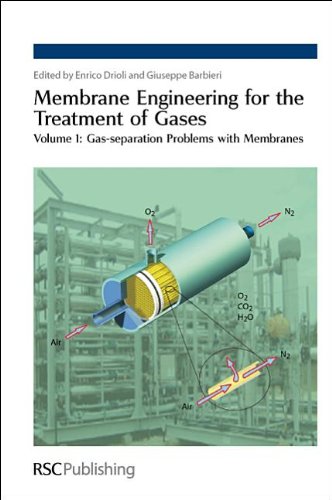 Edited by Enrico Drioli and Giuseppe Barbieri
Membrane Engineering for the
Treatment of Gases
Volume 1: Gas-separation Problems with Membranes
O₂
N₂
O₂
CO₂
H₂O
Air
N₂
Air
RSCPublishing